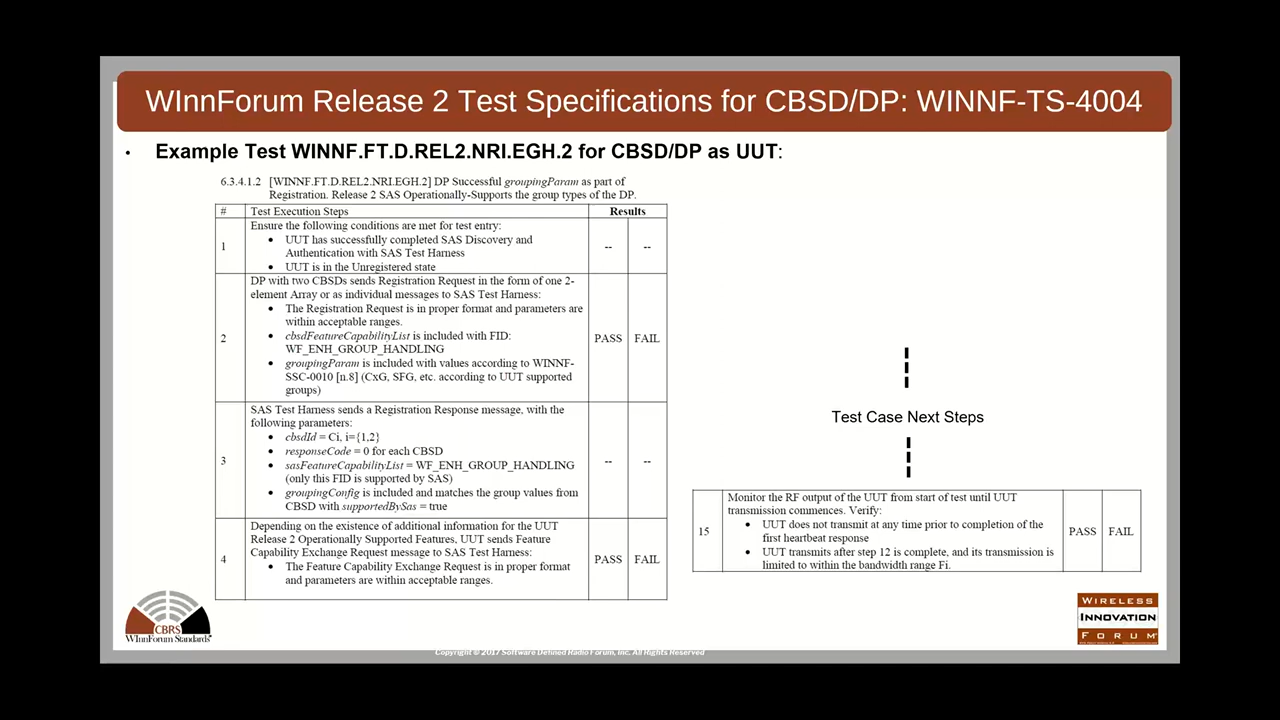 WInnForum Release 2 Test Specifications for CBSD/DP: WINNF-TS-4004
• Example Test WINNF.FT.D.REL2.NRI.EGH.2 for CBSD/DP as UUT:
6.3.4.1.2 [WINNF.FT.D.REL2.NRI.EGH.2] DP Successful groupingParam as part of
Registration. Release 2 SAS Operationally-Supports the group types of the DP.
# Test Execution Steps Results
1
Ensure the following conditions are met for test entry:
• UUT has successfully completed SAS Discovery and
Authentication with SAS Test Harness
• UUT is in the Unregistered state
-- --
2
DP with two CBSDs sends Registration Request in the form of one 2-
element Array or as individual messages to SAS Test Harness:
• The Registration Request is in proper format and parameters are
within acceptable ranges.
• cbsdFeatureCapabilityList is included with FID:
WF_ENH_GROUP_HANDLING
• groupingParam is included with values according to WINNF-
SSC-0010 [n.8] (CxG, SFG, etc. according to UUT supported
groups)
PASS FAIL
3
SAS Test Harness sends a Registration Response message, with the
following parameters:
• cbsdId = Ci, i={1,2}
• responseCode = 0 for each CBSD
• sasFeatureCapabilityList = WF_ENH_GROUP_HANDLING
(only this FID is supported by SAS)
• groupingConfig is included and matches the group values from
CBSD with supportedBySas = true
-- --
4
Depending on the existence of additional information for the UUT
Release 2 Operationally Supported Features, UUT sends Feature
Capability Exchange Request message to SAS Test Harness:
• The Feature Capability Exchange Request is in proper format
and parameters are within acceptable ranges.
PASS FAIL
Test Case Next Steps
15
Monitor the RF output of the UUT from start of test until UUT
transmission commences. Verify:
• UUT does not transmit at any time prior to completion of the
first heartbeat response
• UUT transmits after step 12 is complete, and its transmission is
limited to within the bandwidth range Fi.
PASS FAIL
CBRS
WInnForum Standards
WIRELESS
INNOVATION
FORUM
Copyright © 2017 Software Defined Radio Forum, Inc. All Rights Reserved